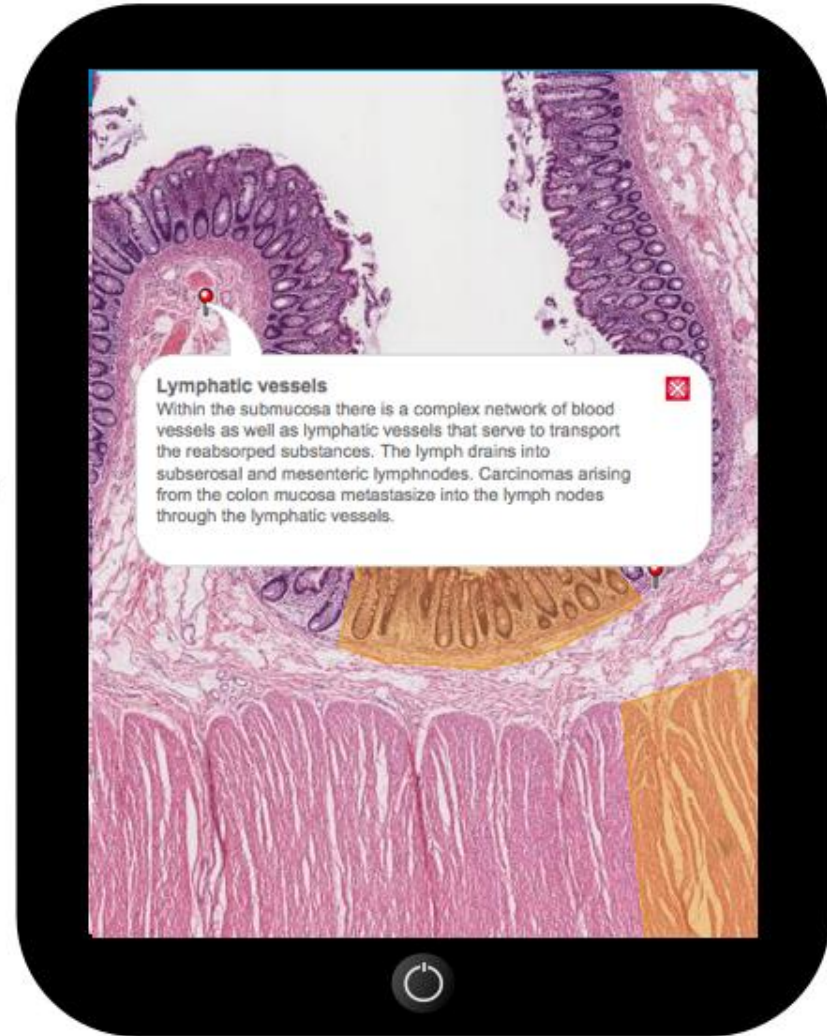 Lymphatic vessels
Within the submucosa there is a complex network of blood
vessels as well as lymphatic vessels that serve to transport
the reabsorped substances. The lymph drains into
subserosal and mesenteric lymphnodes. Carcinomas arising
from the colon mucosa metastasize into the lymph nodes
through the lymphatic vessels.